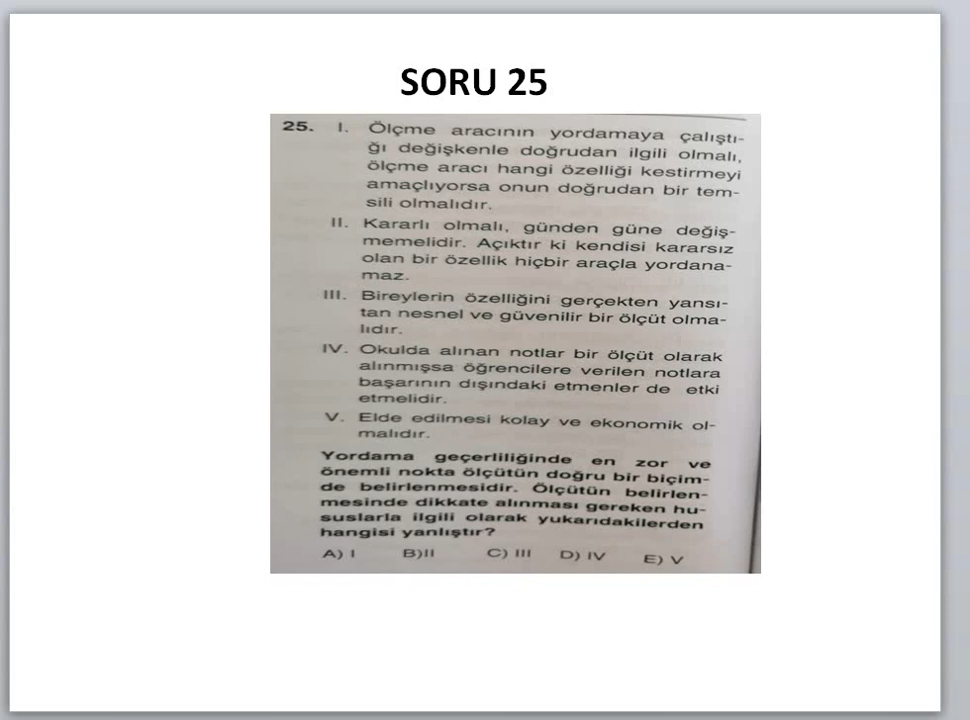 SORU 25
25. I. Ölçme aracının yordamaya çalıştı-
ğı değişkenle doğrudan ilgili olmalı,
ölçme aracı hangi özelliği kestirmeyi
amaçlıyorsa onun doğrudan bir tem-
sili olmalıdır.
II. Kararlı olmalı, günden güne değiş-
memelidir. Açıktır ki kendisi kararsız
olan bir özellik hiçbir araçla yordana-
maz.
III. Bireylerin özelliğini gerçekten yansı-
tan nesnel ve güvenilir bir ölçüt olma-
lıdır.
IV. Okulda alınan notlar bir ölçüt olarak
alınmışsa öğrencilere verilen notlara
başarının dışındaki etmenler de etki
etmelidir.
V. Elde edilmesi kolay ve ekonomik ol-
malıdır.
Yordama geçerliliğinde en zor ve
önemli nokta ölçütün doğru bir biçim-
de belirlenmesidir. Ölçütün belirlen-
mesinde dikkate alınması gereken hu-
suslarla ilgili olarak yukarıdakilerden
hangisi yanlıştır?
A) I B)II C) III D) IV E) V